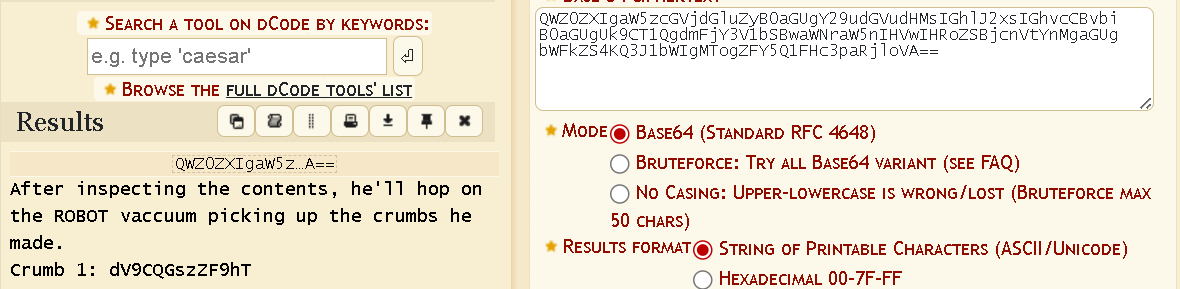 ★ SEARCH A TOOL ON DCODE BY KEYWORDS:
e.g. type 'caesar'
★ BROWSE THE FULL DCODE TOOLS' LIST
Results
QWZ0ZXIgaW5z…A==
After inspecting the contents, he'll hop on
the ROBOT vaccuum picking up the crumbs he
made.
Crumb 1: dV9CQGszZF9hT
QWZ0ZXIgaW5zcGVjdGluZyB0aGUgY29udGVudHMsIGhlJ2xsIGhvcCBvbi
B0aGUgUk9CT1QgdmFjY3V1bSBwaWNraW5nIHVwIHRoZSBjcnVtYnMgaGUg
bWFkZS4KQ3J1bWIgMTogZFY5Q1FHc3paRjloVA==
★ MODE BASE64 (STANDARD RFC 4648)
BRUTEFORCE: TRY ALL BASE64 VARIANT (SEE FAQ)
NO CASING: UPPER-LOWERCASE IS WRONG/LOST (BRUTEFORCE MAX
50 CHARS)
★ RESULTS FORMAT STRING OF PRINTABLE CHARACTERS (ASCII/UNICODE)
HEXADECIMAL 00-7F-FF